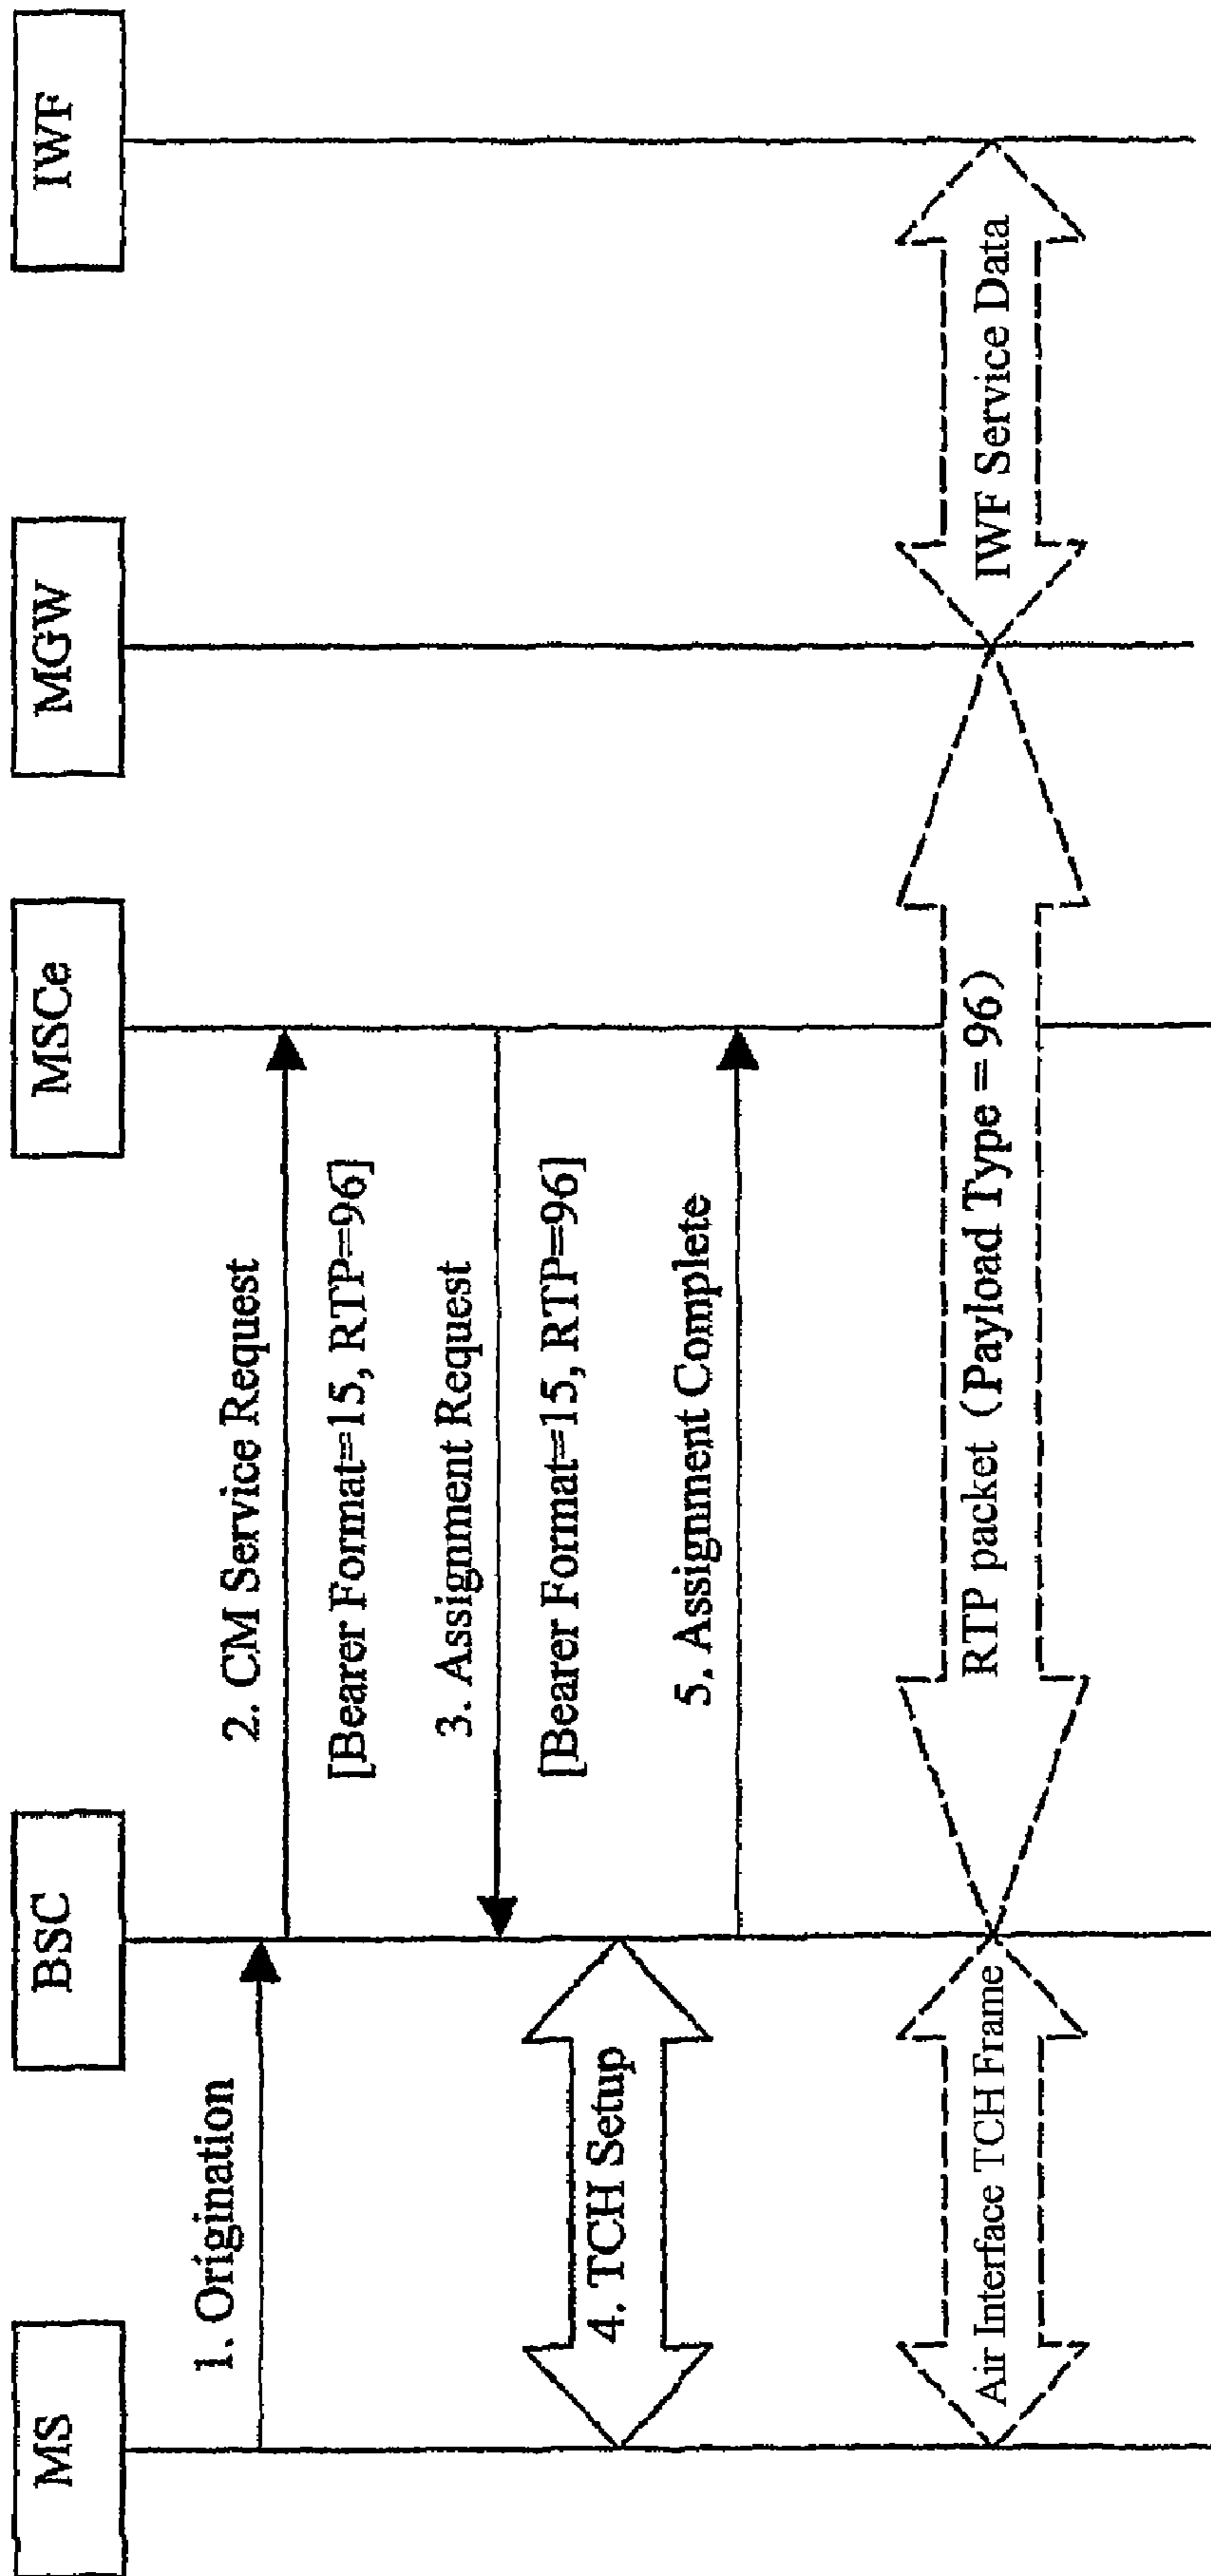 MS
BSC
MSCe
MGW
IWF
1. Origination
2. CM Service Request
[Bearer Format=15, RTP=96]
3. Assignment Request
[Bearer Format=15, RTP=96]
4. TCH Setup
5. Assignment Complete
Air Interface TCH Frame
RTP packet (Payload Type=96)
IWF Service Data